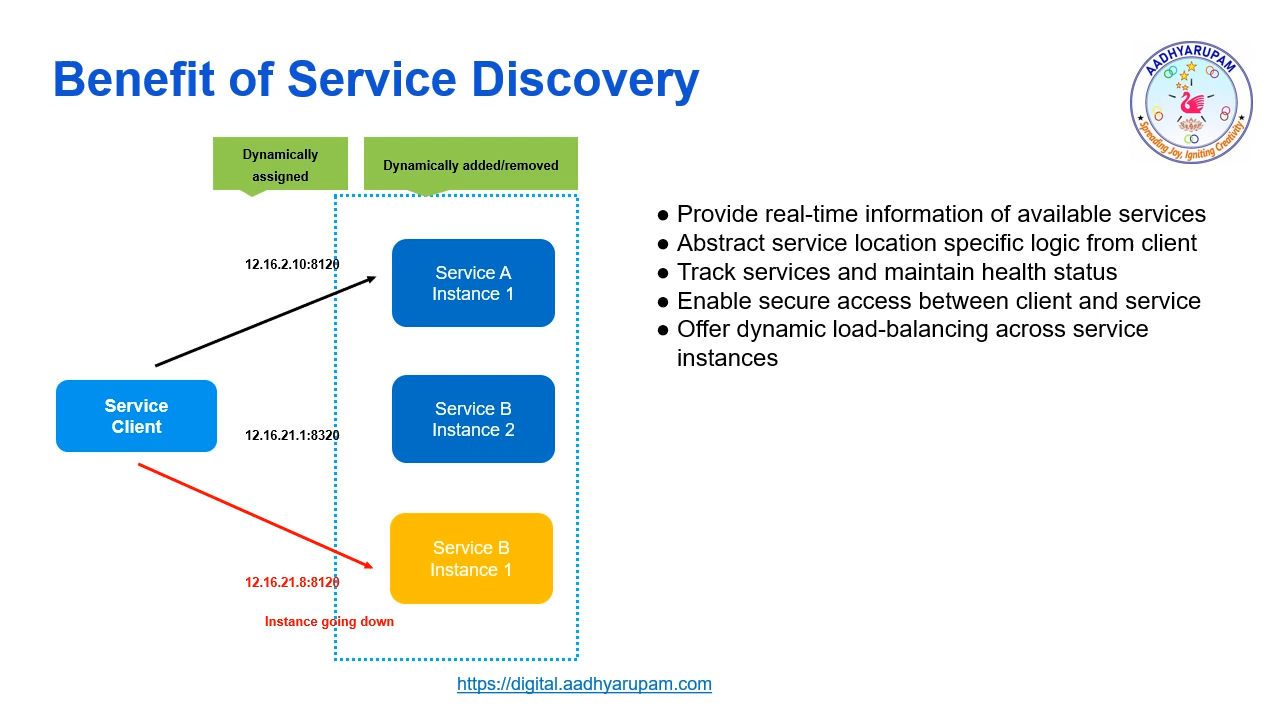 Benefit of Service Discovery
AADHYARUPAM
Spreading Joy, Igniting Creativity
Dynamically
assigned
Dynamically added/removed
12.16.2.10:8120
Service A
Instance 1
Service
Client
12.16.21.1:8320
Service B
Instance 2
12.16.21.8:8120
Service B
Instance 1
Instance going down
● Provide real-time information of available services
● Abstract service location specific logic from client
● Track services and maintain health status
● Enable secure access between client and service
● Offer dynamic load-balancing across service
instances
https://digital.aadhyarupam.com